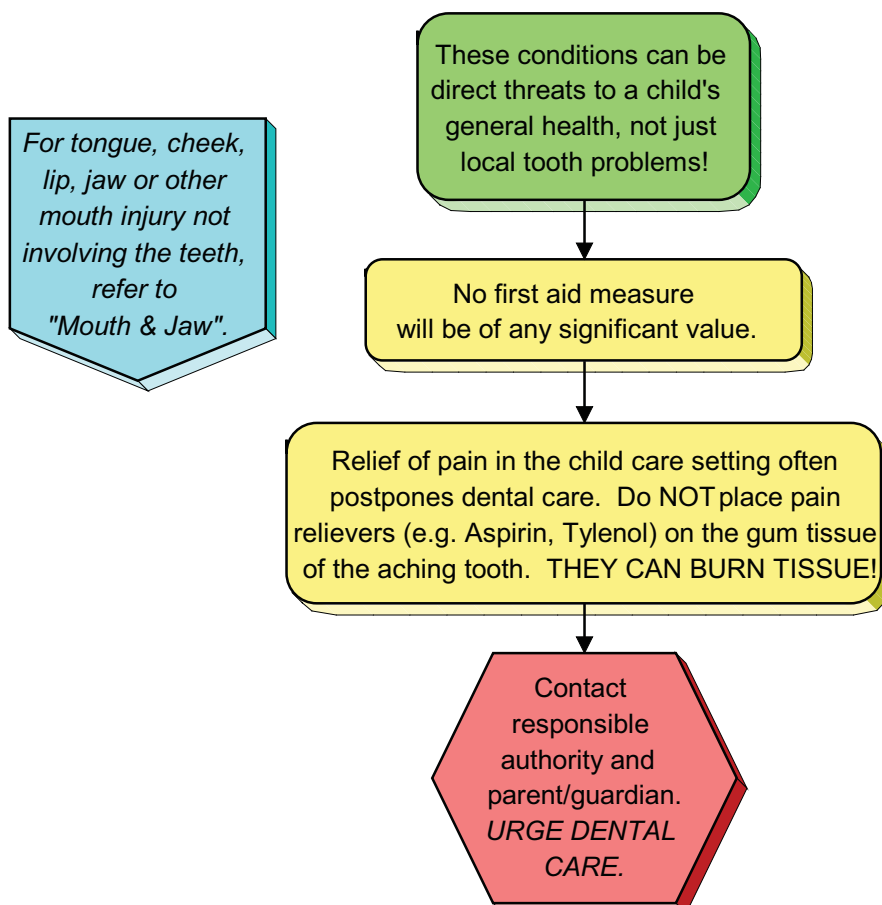 These conditions can be
direct threats to a child's
general health, not just
local tooth problems!
For tongue, cheek,
lip, jaw or other
mouth injury not
involving the teeth,
refer to
"Mouth & Jaw".
No first aid measure
will be of any significant value.
Relief of pain in the child care setting often
postpones dental care. Do NOT place pain
relievers (e.g. Aspirin, Tylenol) on the gum tissue
of the aching tooth. THEY CAN BURN TISSUE!
Contact
responsible
authority and
parent/guardian.
URGE DENTAL
CARE.